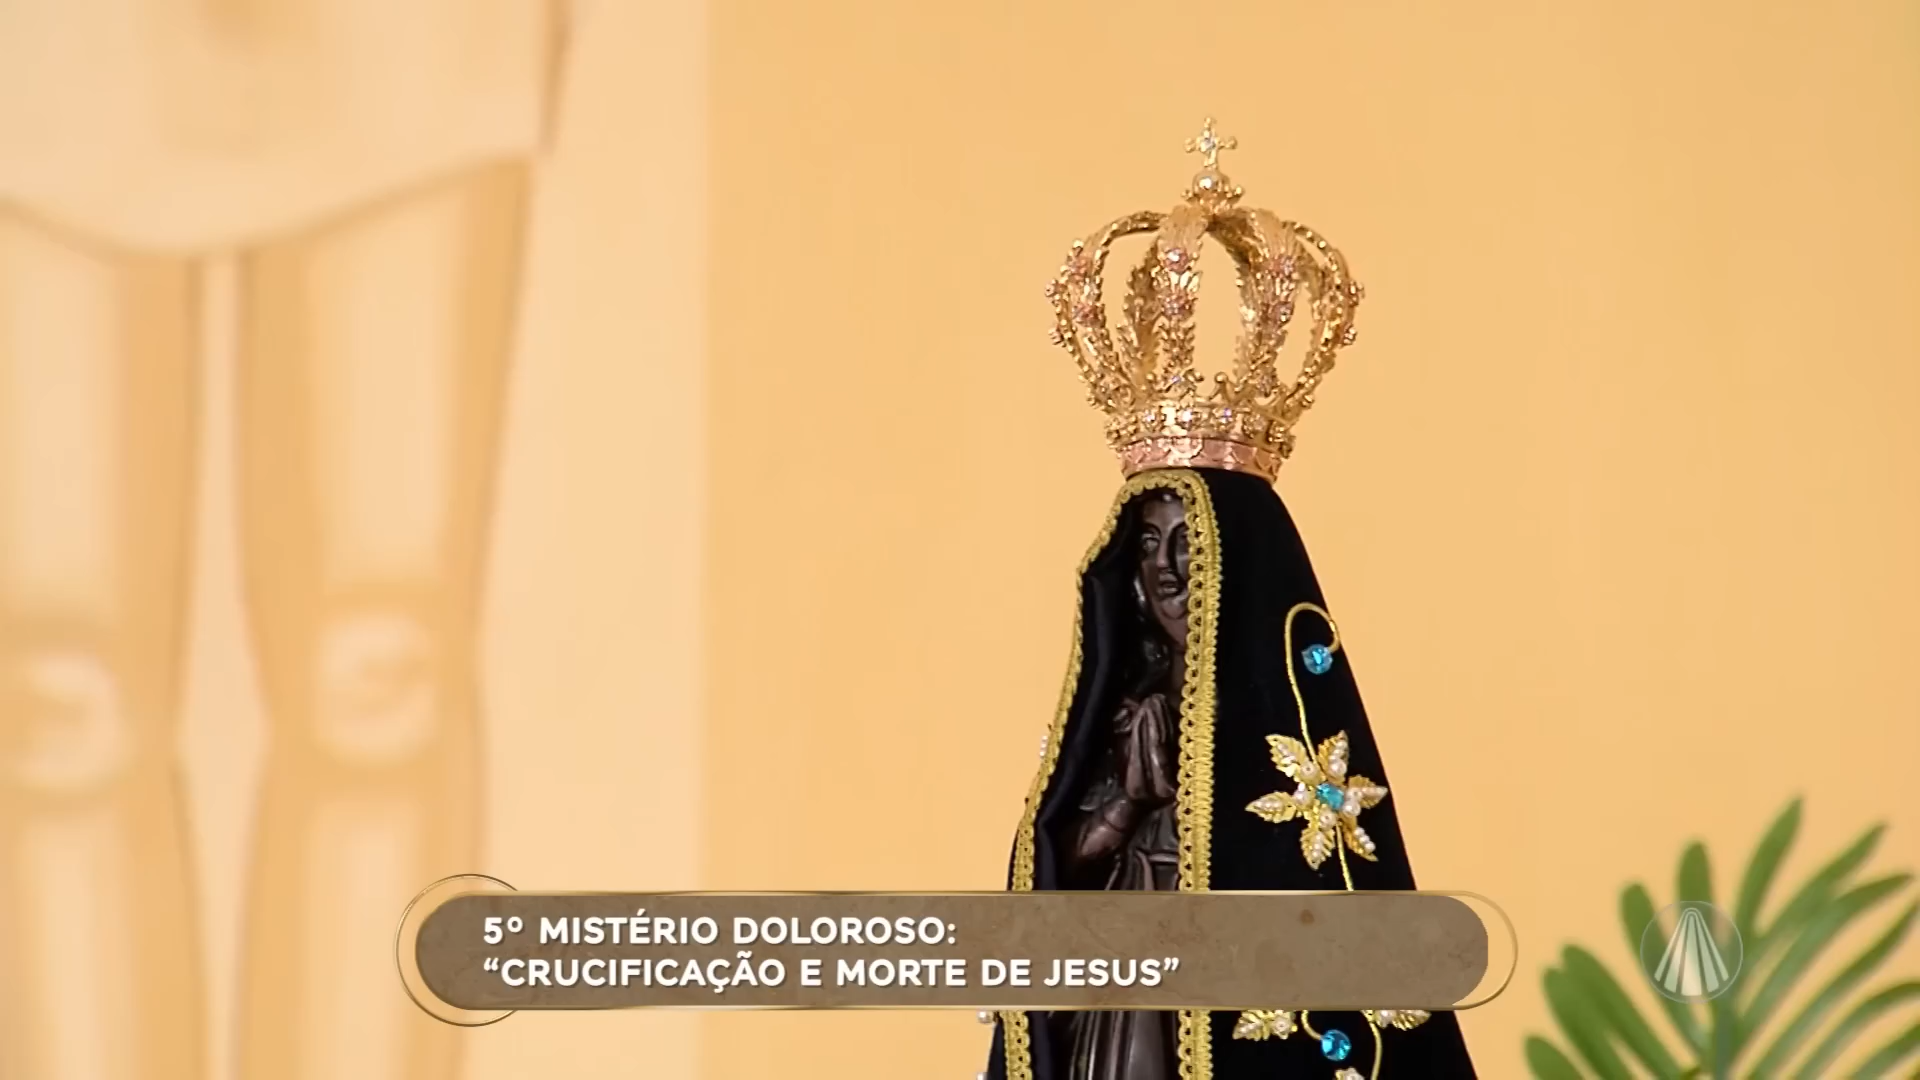 5º MISTÉRIO DOLOROSO:
“CRUCIFICAÇÃO E MORTE DE JESUS”